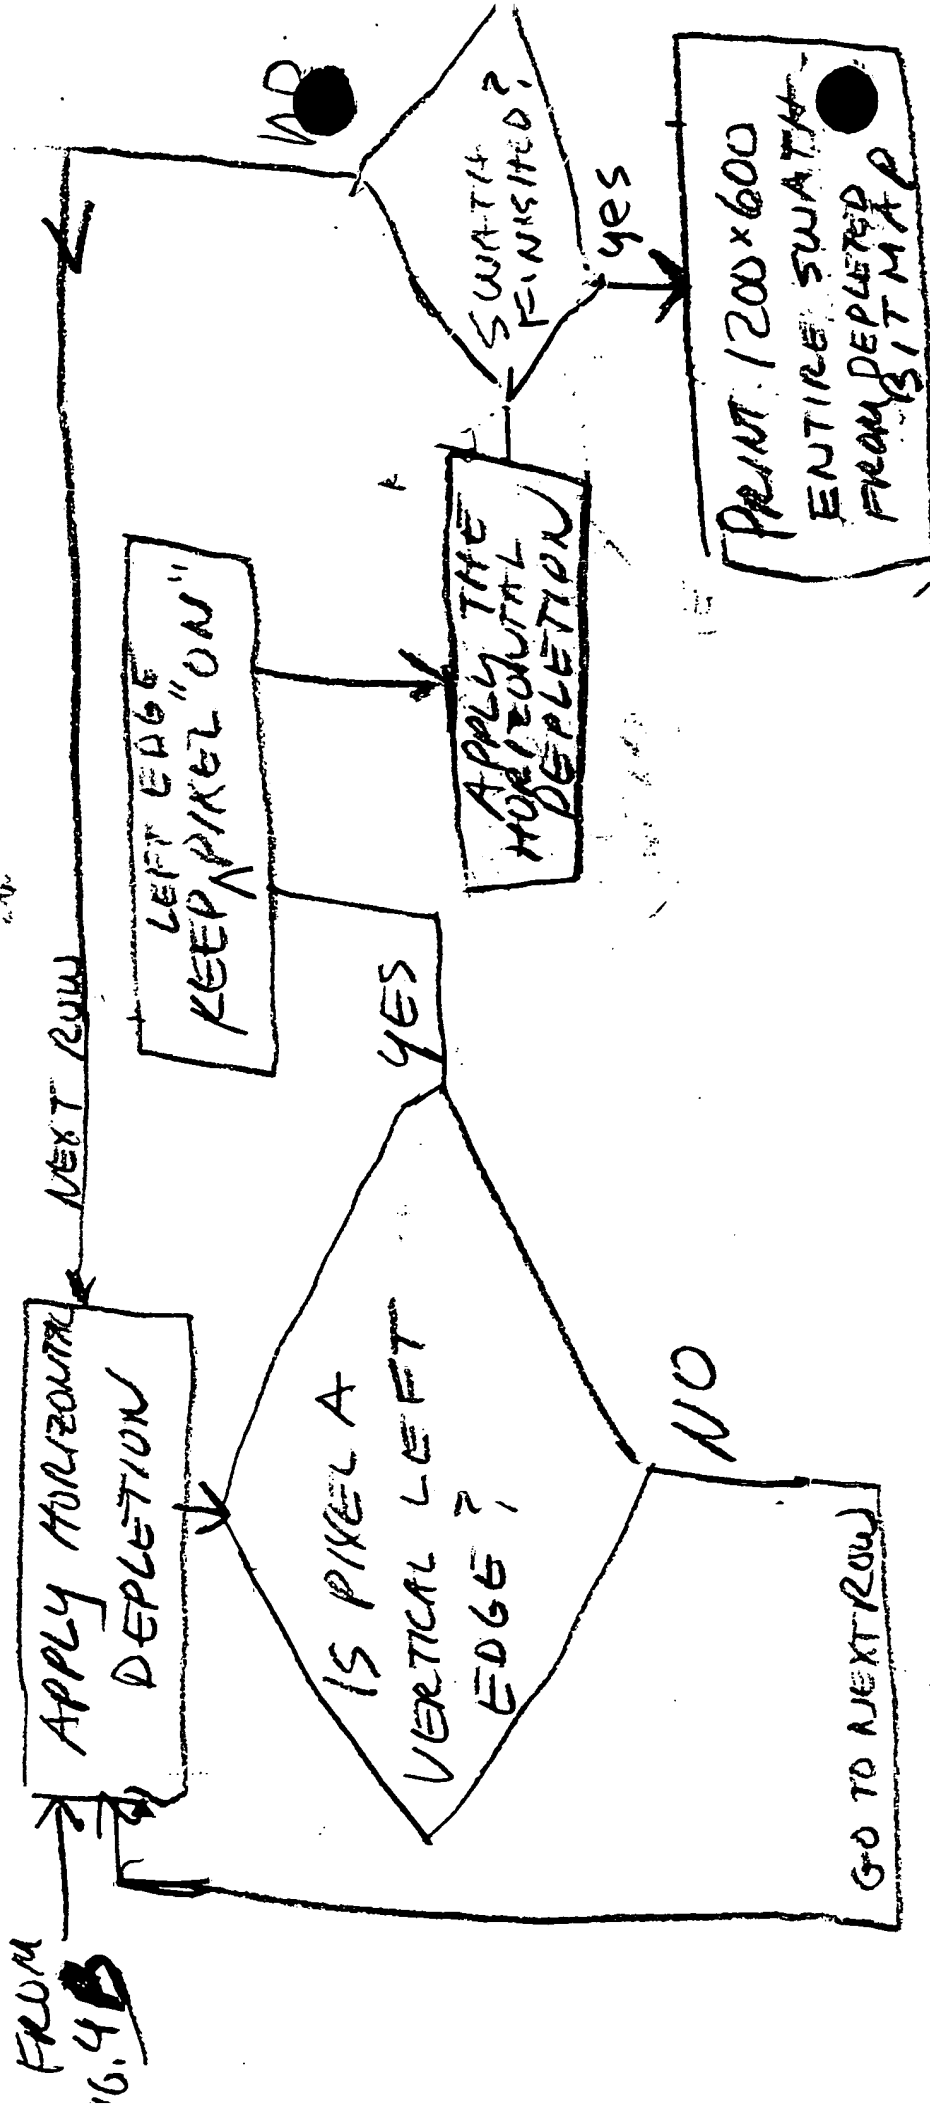 FROM
FIG. 4B
APPLY HORIZONTAL
DEPLETION
NEXT ROW
IS PIXEL A
VERTICAL LEFT
EDGE?
NO
GO TO NEXT ROW
YES
LEFT EDGE
KEEP ^ PIXEL "ON"
APPLY THE
HORIZONTAL
DEPLETION
SWATH
FINISHED?
NO
yes
PRINT 1200x600
ENTIRE SWATH
FROM DEPLETED
BITMAP